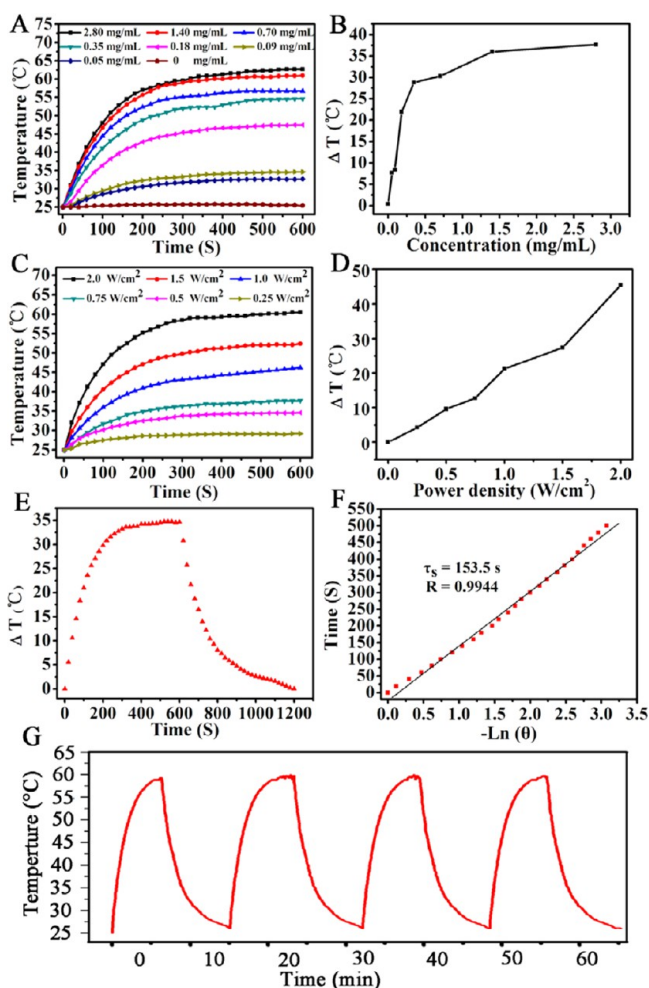 A
2.80 mg/mL 1.40 mg/mL 0.70 mg/mL
0.35 mg/mL 0.18 mg/mL 0.09 mg/mL
0.05 mg/mL 0 mg/mL
Temperature (℃)
75
70
65
60
55
50
45
40
35
30
25
0 100 200 300 400 500 600
Time (S)
B
Δ T (℃)
40
35
30
25
20
15
10
5
0
0.0 0.5 1.0 1.5 2.0 2.5 3.0
Concentration (mg/mL)
C
2.0 W/cm² 1.5 W/cm² 1.0 W/cm²
0.75 W/cm² 0.5 W/cm² 0.25 W/cm²
Temperature (℃)
70
65
60
55
50
45
40
35
30
25
0 100 200 300 400 500 600
Time (S)
D
Δ T (℃)
50
40
30
20
10
0
0.0 0.5 1.0 1.5 2.0
Power density (W/cm²)
E
Δ T (℃)
35
30
25
20
15
10
5
0
0 200 400 600 800 1000 1200
Time (S)
F
τs = 153.5 s
R = 0.9944
Time (S)
550
500
450
400
350
300
250
200
150
100
50
0
0.0 0.5 1.0 1.5 2.0 2.5 3.0
-Ln (θ)
G
Temperture (°C)
65
60
55
50
45
40
35
30
25
0 10 20 30 40 50 60
Time (min)